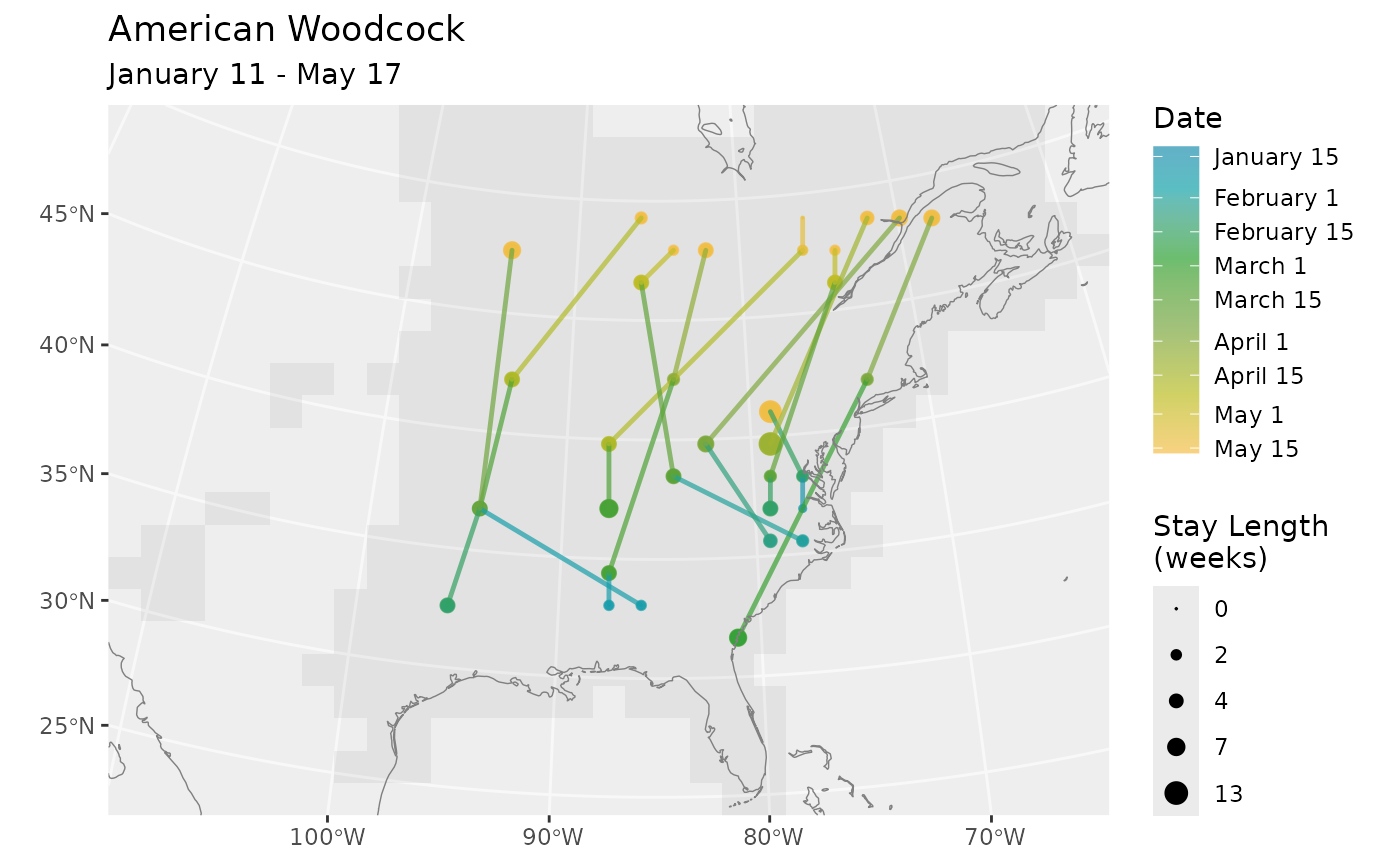 American Woodcock
January 11 - May 17
45°N
40°N
35°N
30°N
25°N
100°W
90°W
80°W
70°W
Date
January 15
February 1
February 15
March 1
March 15
April 1
April 15
May 1
May 15
Stay Length
(weeks)
0
2
4
7
13